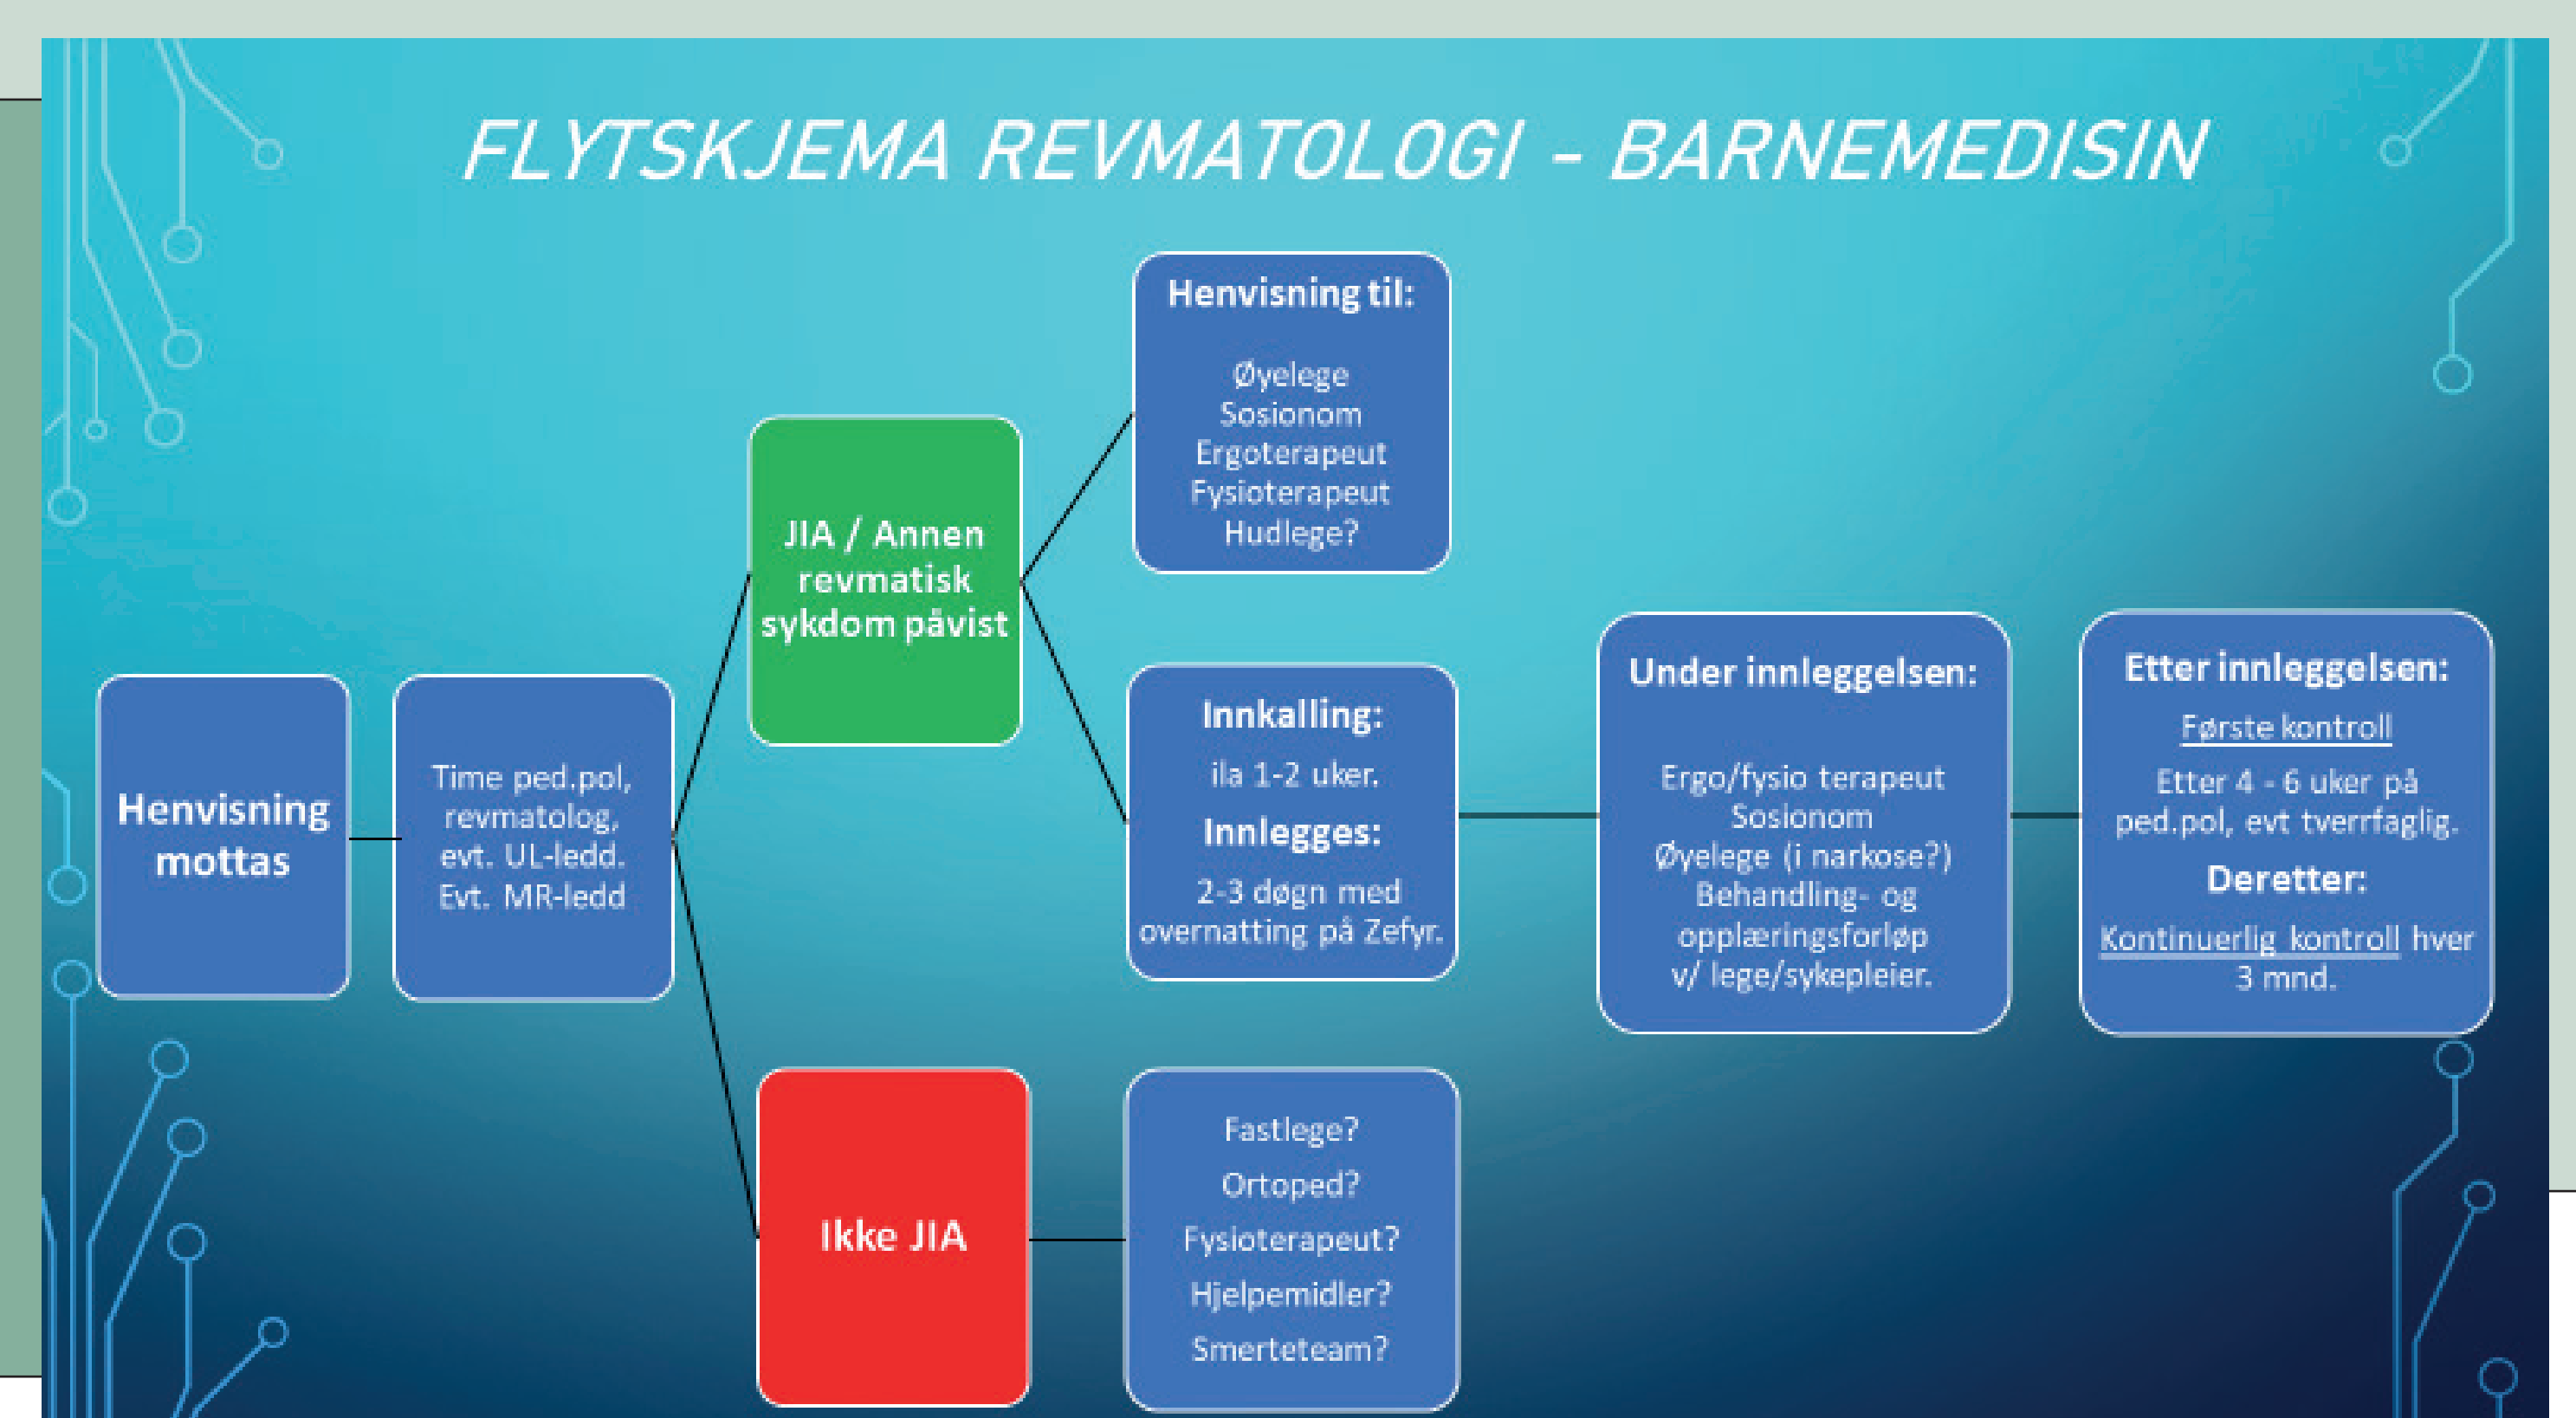 FLYTSKJEMA REVMATOLOGI - BARNEMEDISIN
Henvisning
mottas
Time ped.pol,
revmatolog,
evt. UL-ledd.
Evt. MR-ledd
JIA / Annen
revmatisk
sykdom påvist
Henvisning til:
Øyelege
Sosionom
Ergoterapeut
Fysioterapeut
Hudlege?
Innkalling:
ila 1-2 uker.
Innlegges:
2-3 døgn med
overnatting på Zefyr.
Under innleggelsen:
Ergo/fysio terapeut
Sosionom
Øyelege (i narkose?)
Behandling- og
opplæringsforløp
v/ lege/sykepleier.
Etter innleggelsen:
Første kontroll
Etter 4 - 6 uker på
ped.pol, evt tverrfaglig.
Deretter:
Kontinuerlig kontroll hver
3 mnd.
Ikke JIA
Fastlege?
Ortoped?
Fysioterapeut?
Hjelpemidler?
Smerteteam?